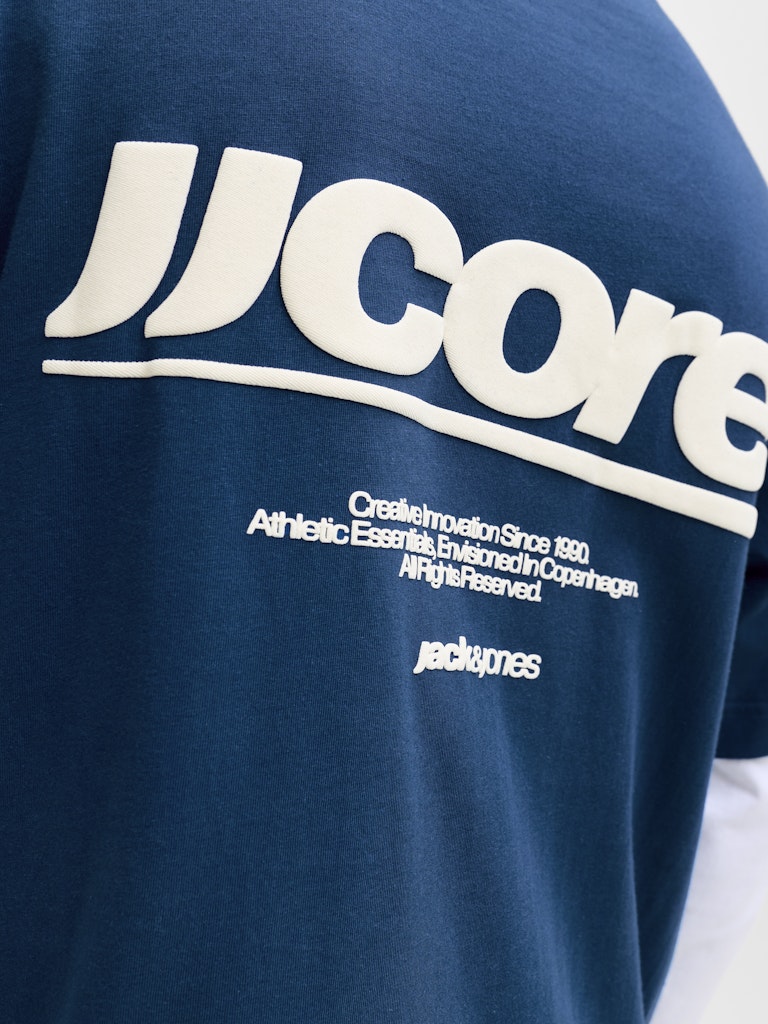 JJcore
Creative Innovation Since 1990.
Athletic Essentials, Envisioned In Copenhagen.
All Rights Reserved.
jack&jones